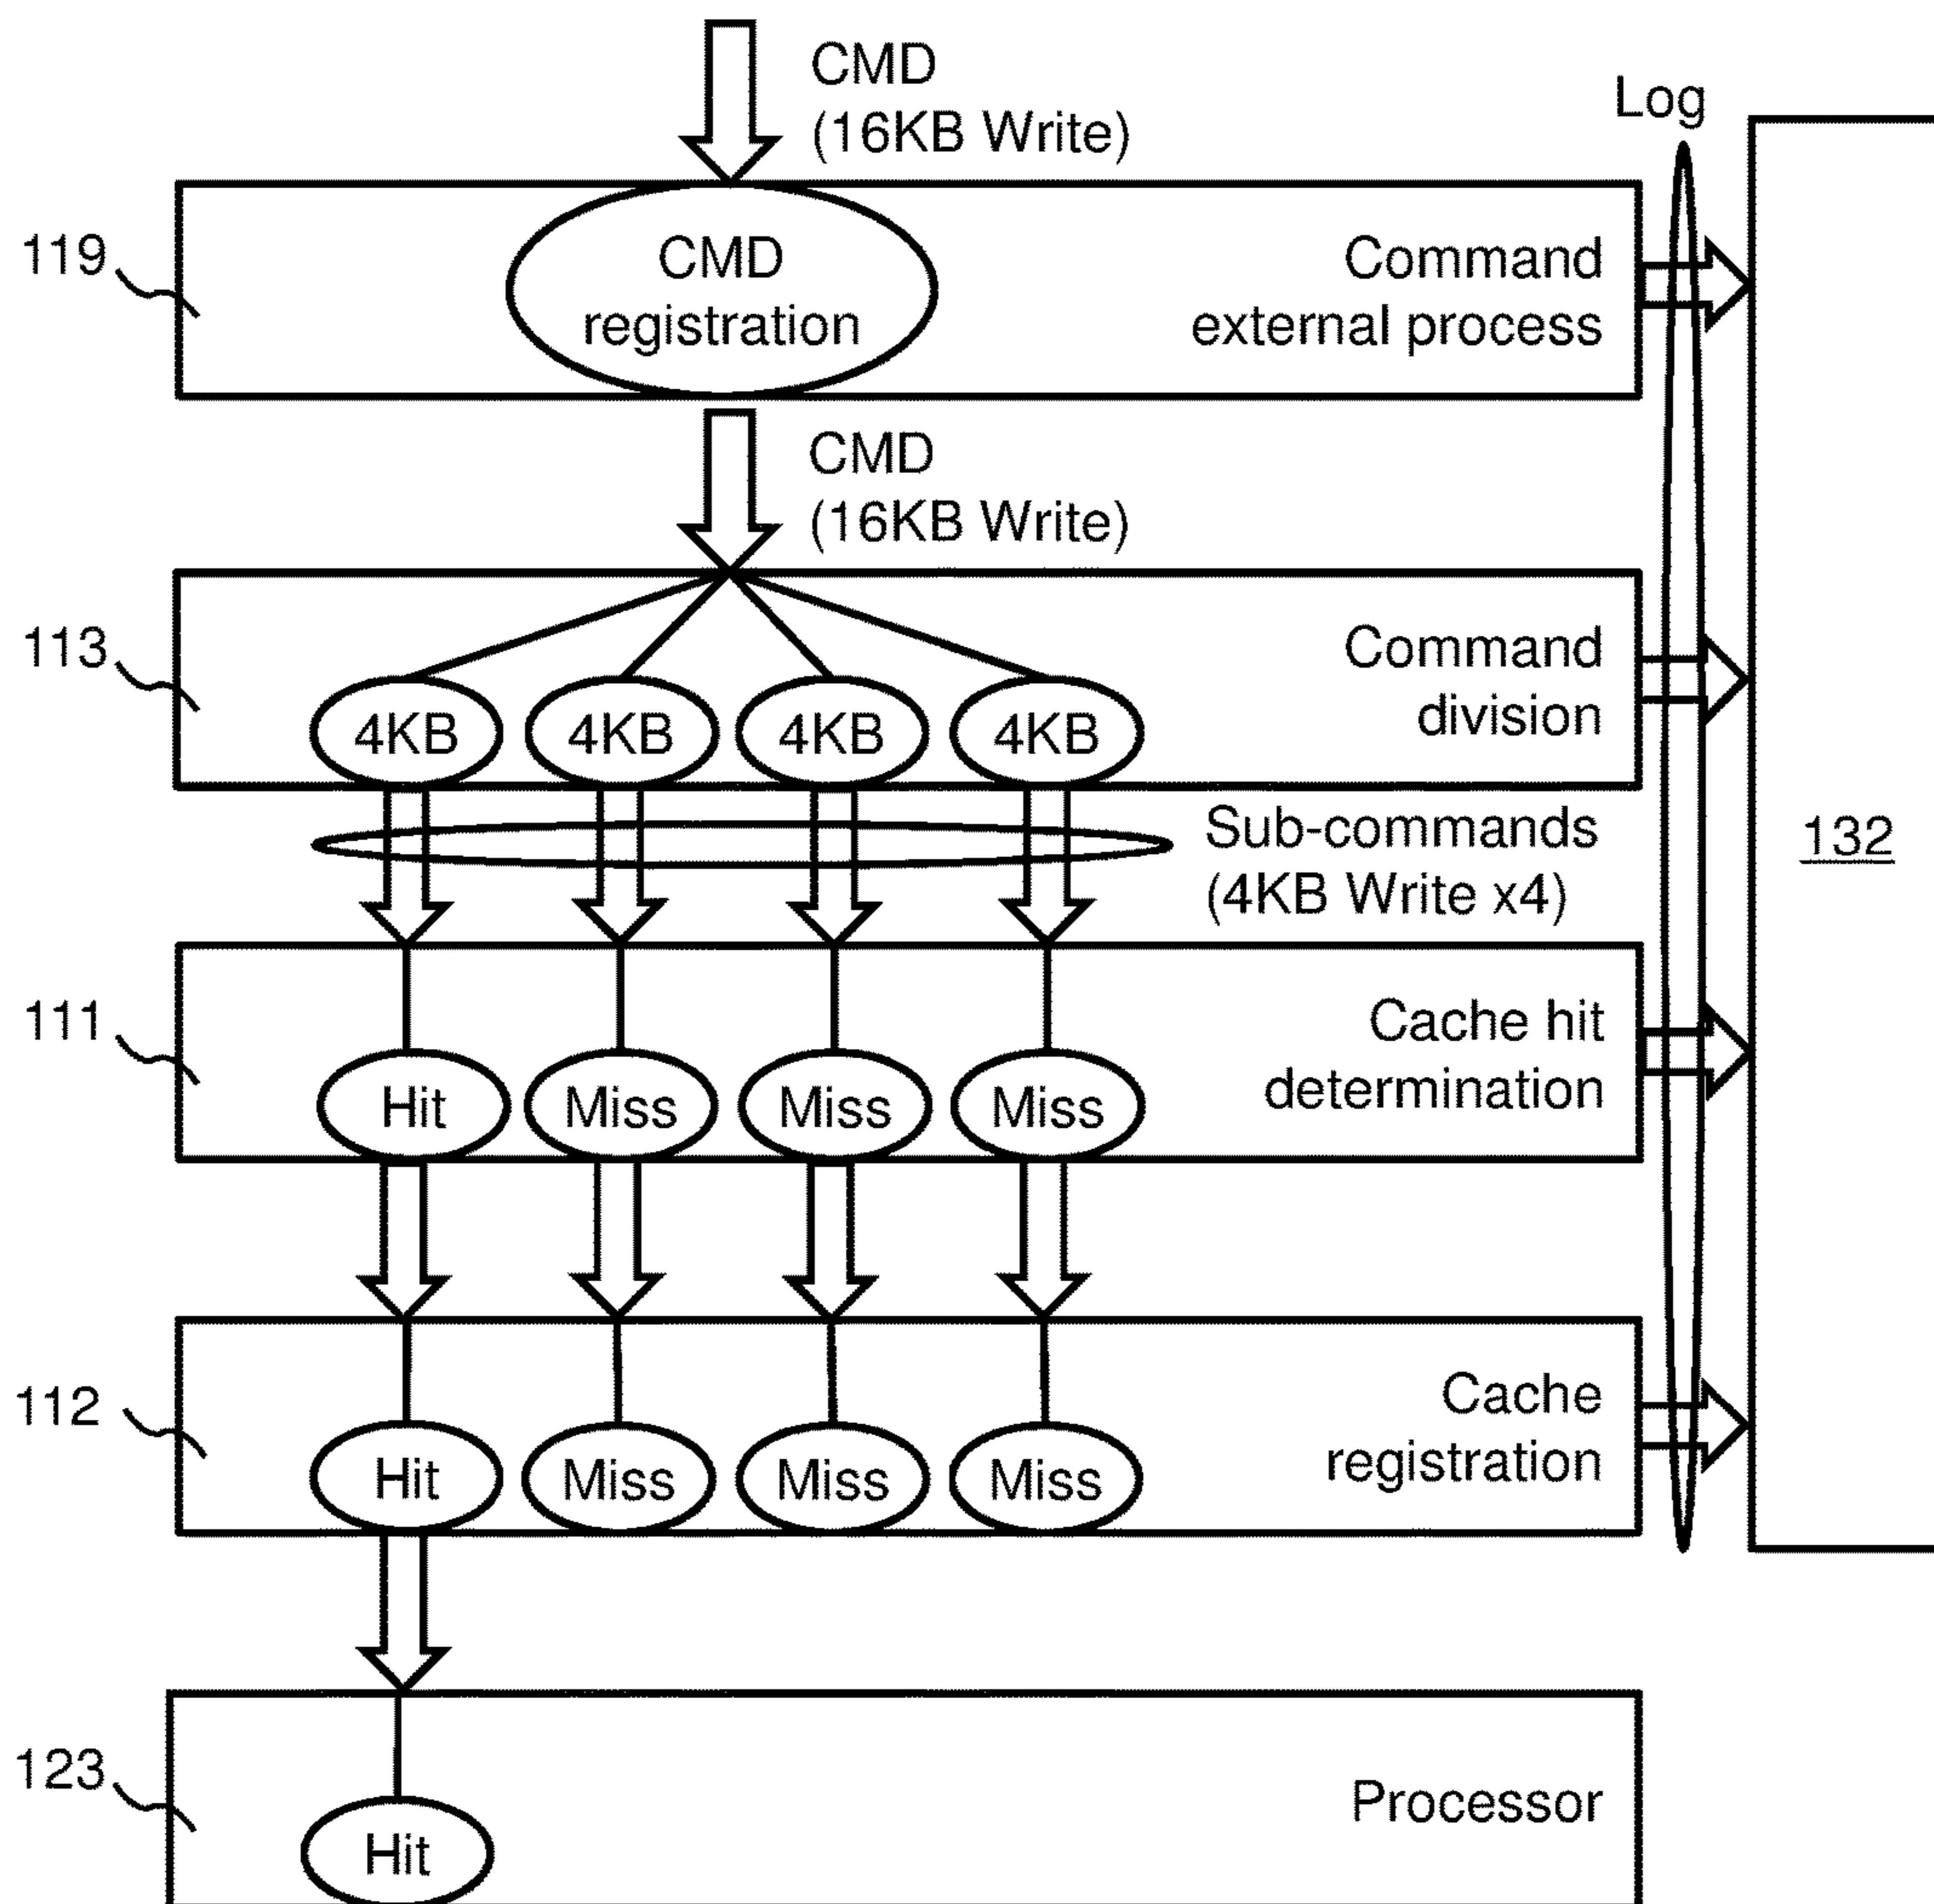 CMD
(16KB Write)
Log
119
CMD
registration
Command
external process
CMD
(16KB Write)
113
4KB
4KB
4KB
4KB
Command
division
Sub-commands
(4KB Write x4)
132
111
Hit
Miss
Miss
Miss
Cache hit
determination
112
Hit
Miss
Miss
Miss
Cache
registration
123
Hit
Processor